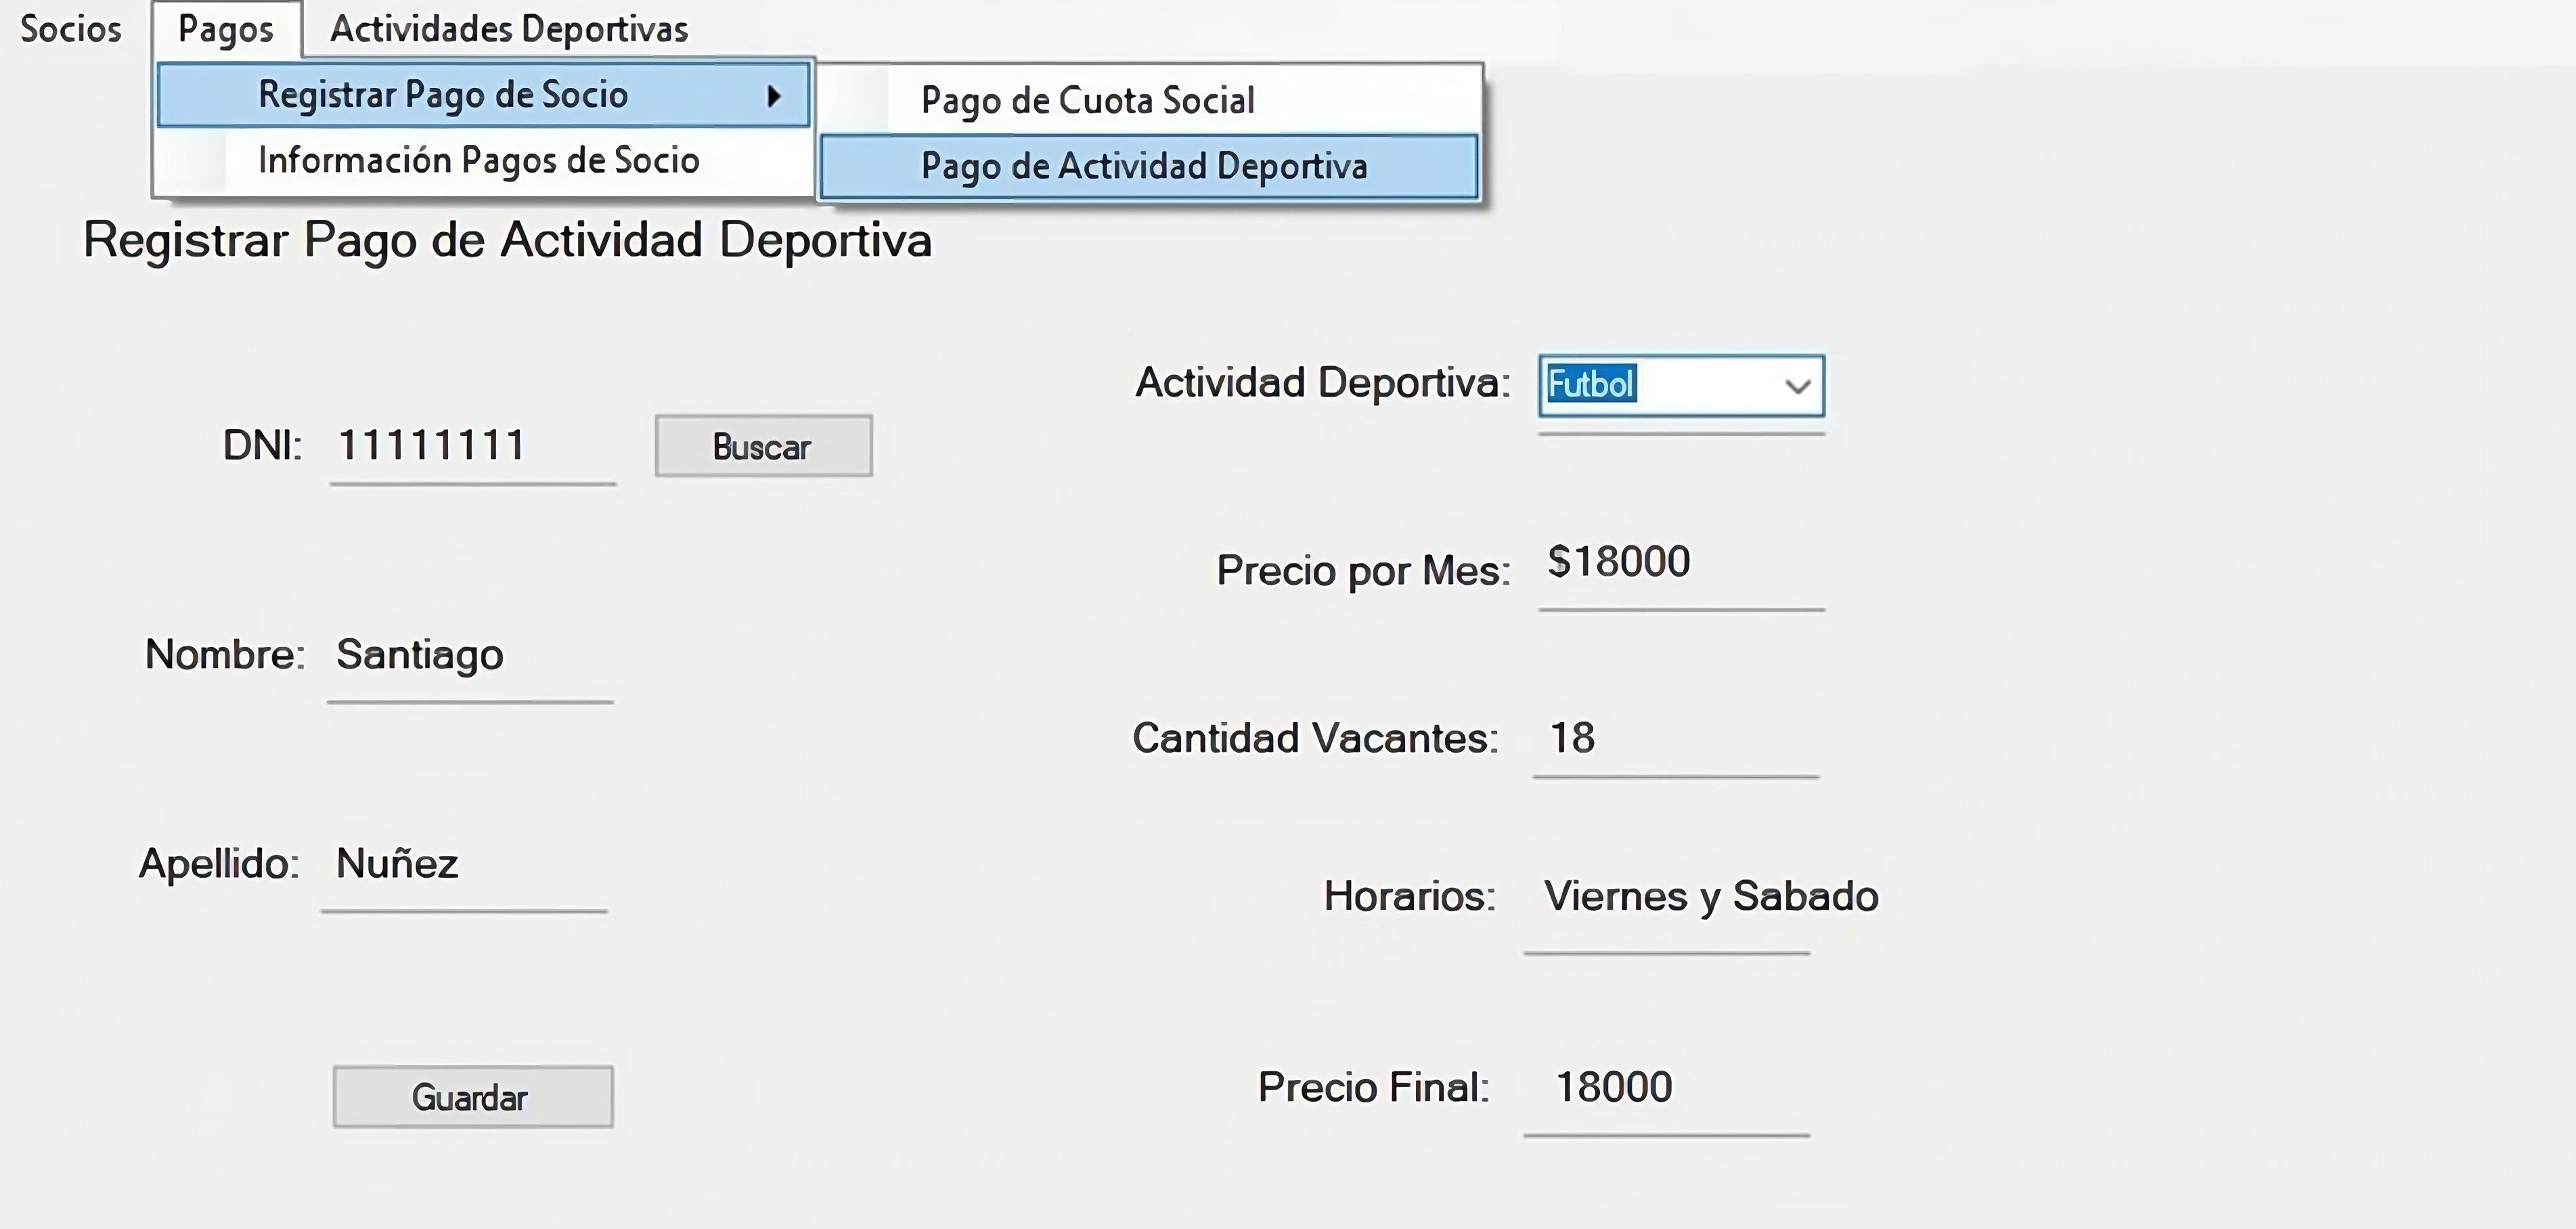 Socios Pagos Actividades Deportivas
Registrar Pago de Socio
Información Pagos de Socio
Pago de Cuota Social
Pago de Actividad Deportiva
Registrar Pago de Actividad Deportiva
DNI: 11111111 Buscar
Nombre: Santiago
Apellido: Nuñez
Guardar
Actividad Deportiva: Futbol
Precio por Mes: $18000
Cantidad Vacantes: 18
Horarios: Viernes y Sabado
Precio Final: 18000